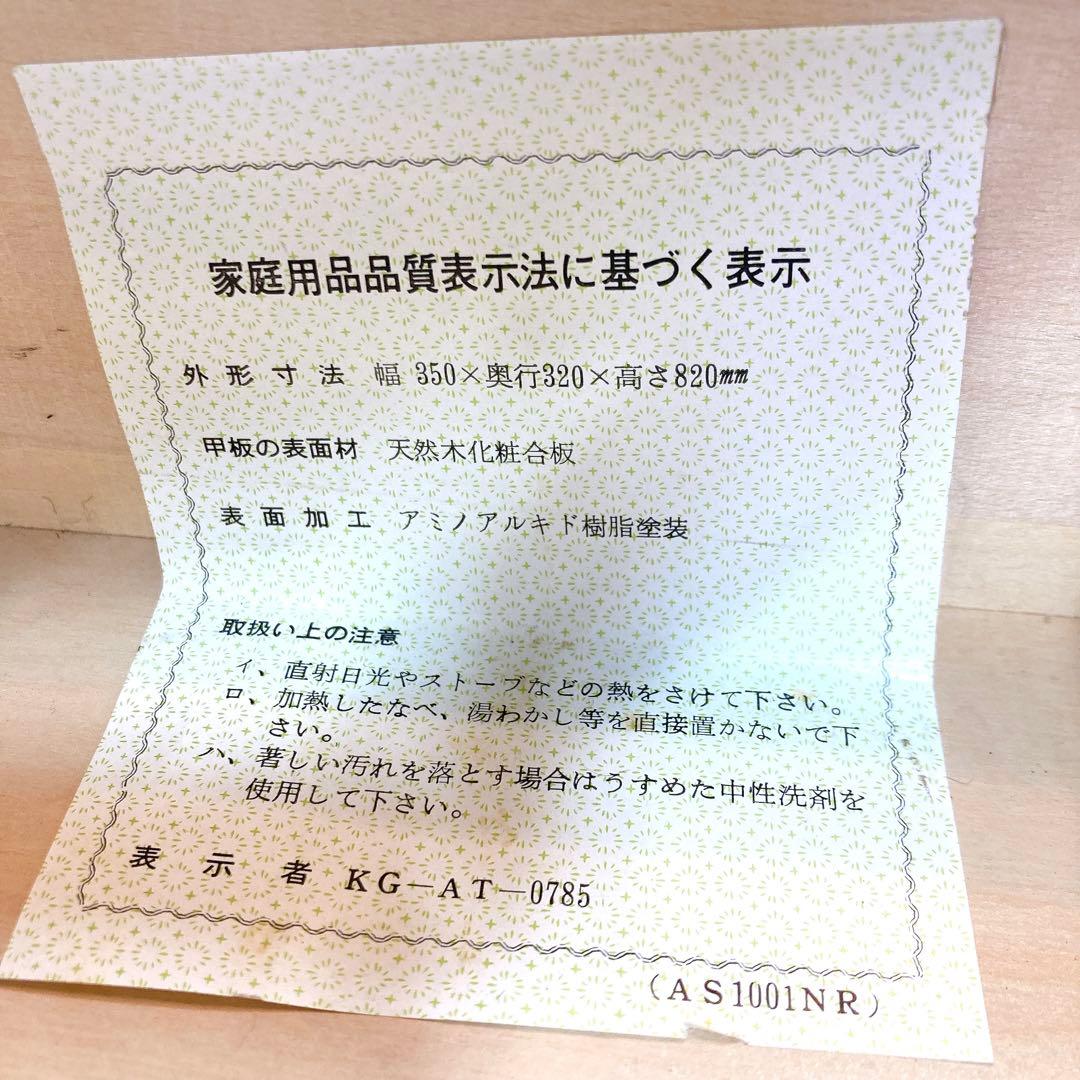 家庭用品品質表示法に基づく表示
外形寸法 幅 350×奥行320×高さ820mm
甲板の表面材 天然木化粧合板
表面加工 アミノアルキド樹脂塗装
取扱い上の注意
イ、直射日光やストーブなどの熱をさけて下さい。
ロ、加熱したなべ、湯わかし等を直接置かないで下
さい。
ハ、著しい汚れを落とす場合はうすめた中性洗剤を
使用して下さい。
表示者 KG-AT-0785
(AS1001NR)